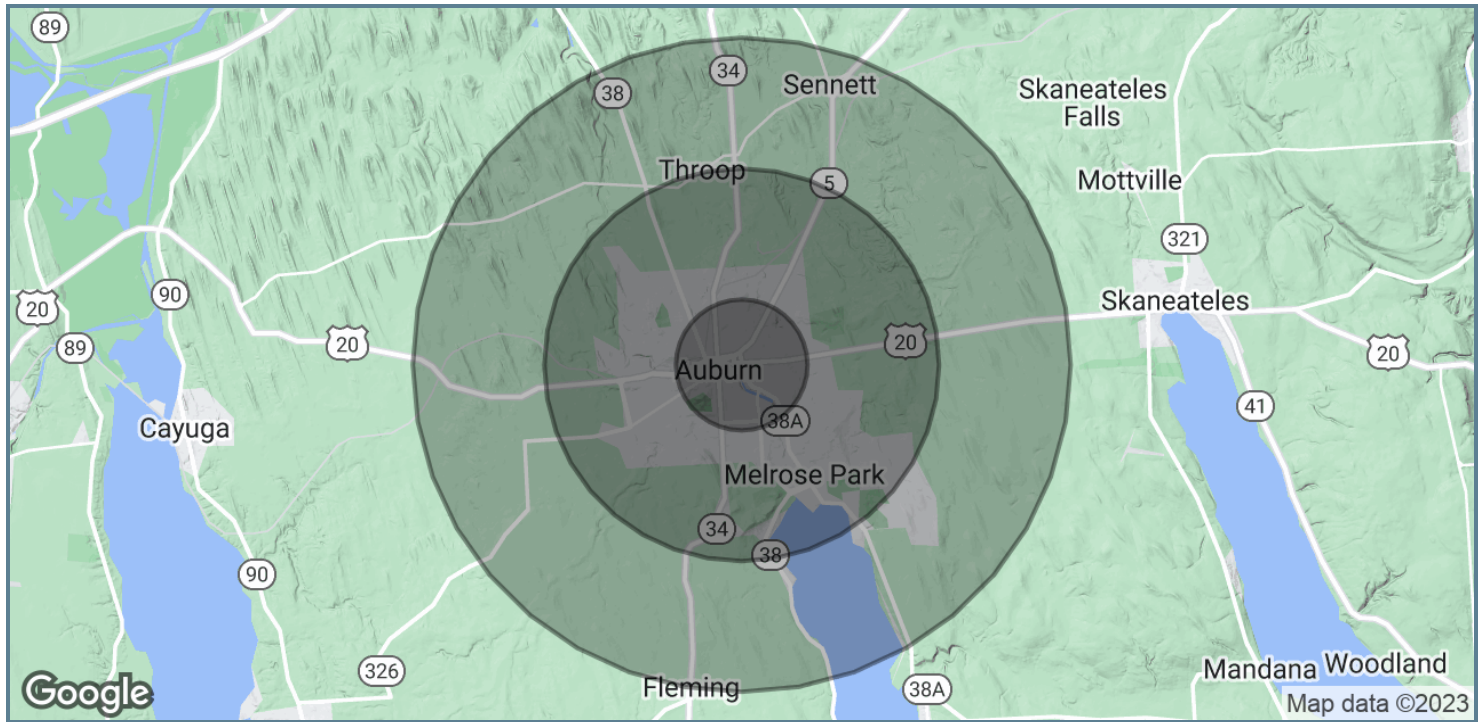 89
34
38
Sennett
Skaneateles
Falls
Throop
5
Mottville
321
90
20
Skaneateles
89
20
20
20
Auburn
41
38A
Cayuga
Melrose Park
34
38
90
326
Fleming
38A
Mandana
Woodland
Google
Map data ©2023